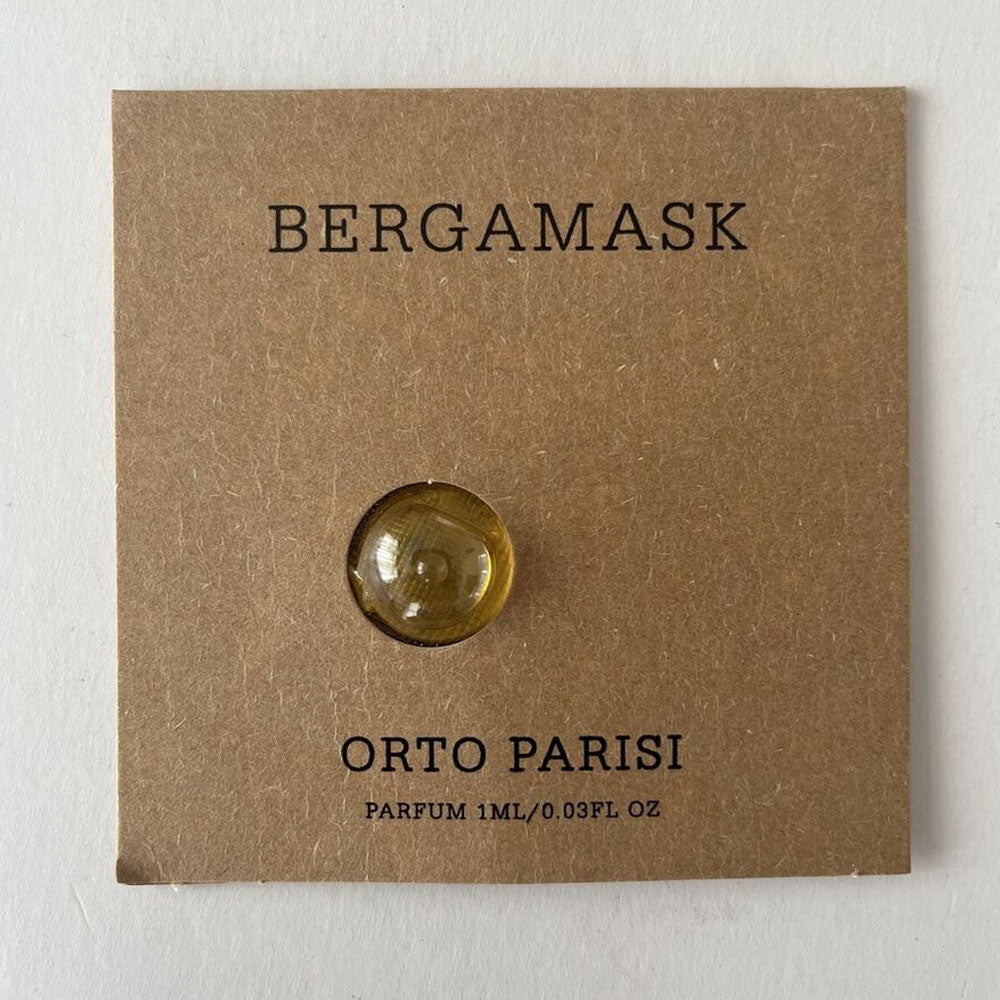 BERGAMASK
ORTO PARISI
PARFUM 1ML/0.03FL OZ